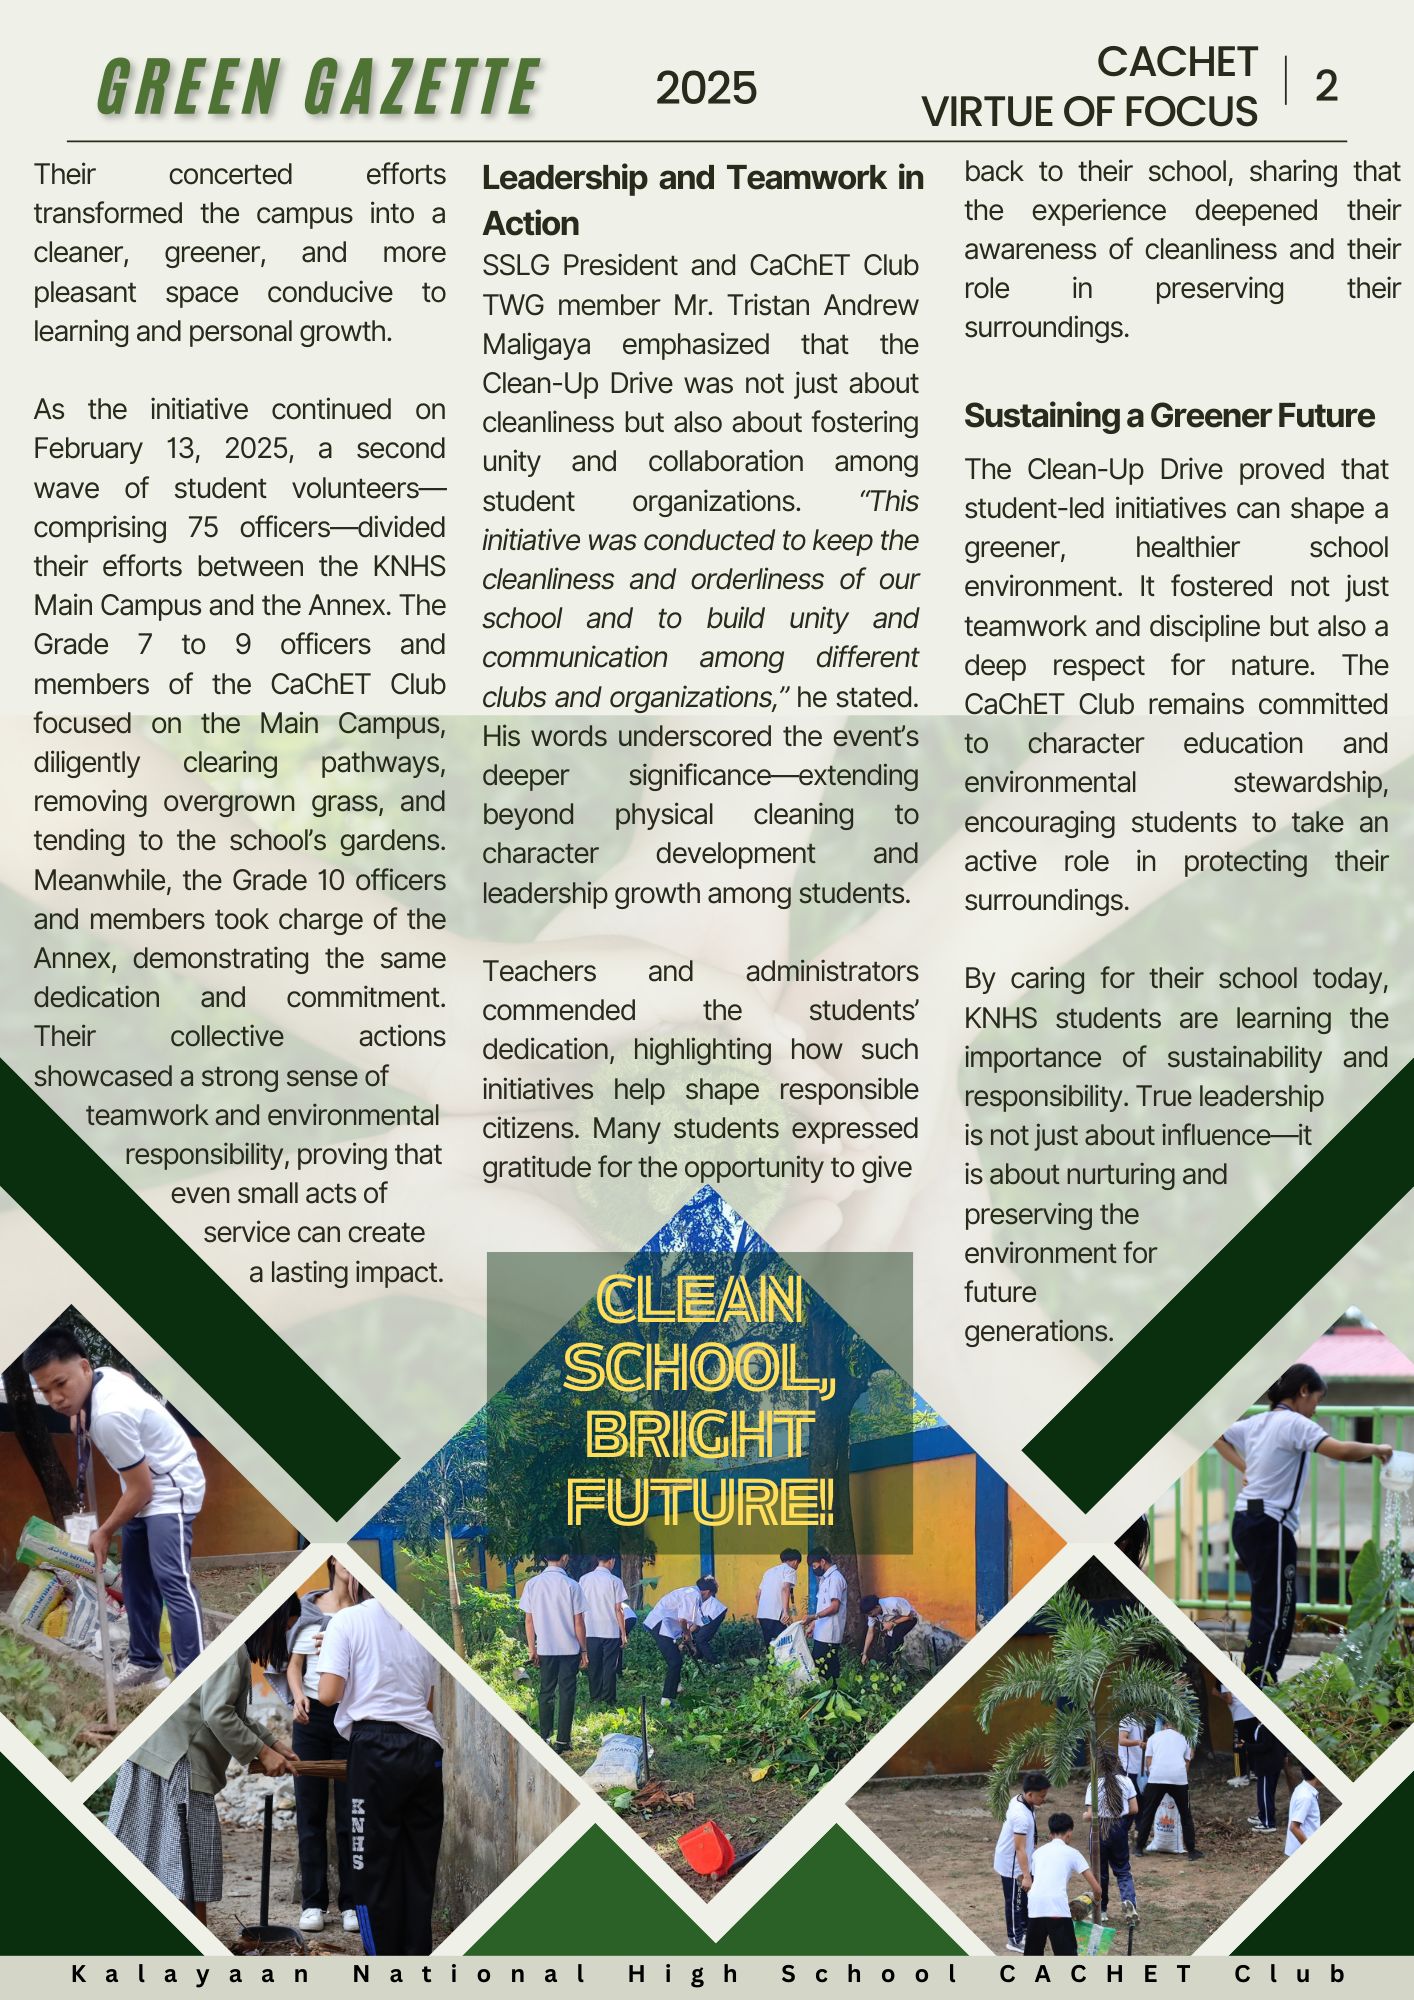 GREEN GAZETTE
2025
CACHET
VIRTUE OF FOCUS
2
Their concerted efforts
transformed the campus into a
cleaner, greener, and more
pleasant space conducive to
learning and personal growth.
As the initiative continued on
February 13, 2025, a second
wave of student volunteers—
comprising 75 officers—divided
their efforts between the KNHS
Main Campus and the Annex. The
Grade 7 to 9 officers and
members of the CaChET Club
focused on the Main Campus,
diligently clearing pathways,
removing overgrown grass, and
tending to the school’s gardens.
Meanwhile, the Grade 10 officers
and members took charge of the
Annex, demonstrating the same
dedication and commitment.
Their collective actions
showcased a strong sense of
teamwork and environmental
responsibility, proving that
even small acts of
service can create
a lasting impact.
Leadership and Teamwork in
Action
SSLG President and CaChET Club
TWG member Mr. Tristan Andrew
Maligaya emphasized that the
Clean-Up Drive was not just about
cleanliness but also about fostering
unity and collaboration among
student organizations. “This
initiative was conducted to keep the
cleanliness and orderliness of our
school and to build unity and
communication among different
clubs and organizations,” he stated.
His words underscored the event’s
deeper significance—extending
beyond physical cleaning to
character development and
leadership growth among students.
Teachers and administrators
commended the students’
dedication, highlighting how such
initiatives help shape responsible
citizens. Many students expressed
gratitude for the opportunity to give
back to their school, sharing that
the experience deepened their
awareness of cleanliness and their
role in preserving their
surroundings.
Sustaining a Greener Future
The Clean-Up Drive proved that
student-led initiatives can shape a
greener, healthier school
environment. It fostered not just
teamwork and discipline but also a
deep respect for nature. The
CaChET Club remains committed
to character education and
environmental stewardship,
encouraging students to take an
active role in protecting their
surroundings.
By caring for their school today,
KNHS students are learning the
importance of sustainability and
responsibility. True leadership
is not just about influence—it
is about nurturing and
preserving the
environment for
future
generations.
CLEAN
SCHOOL,
BRIGHT
FUTURE!!
KNHS
Kalayaan National High School CACHET Club